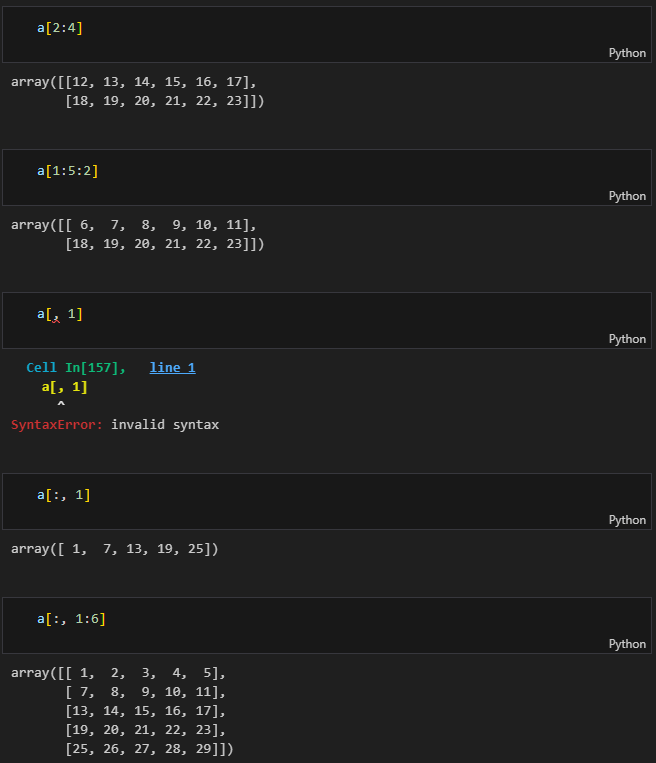 a[2:4]
Python
array([[12, 13, 14, 15, 16, 17],
       [18, 19, 20, 21, 22, 23]])
a[1:5:2]
Python
array([[ 6,  7,  8,  9, 10, 11],
       [18, 19, 20, 21, 22, 23]])
a[, 1]
Python
  Cell In[157],   line 1
    a[, 1]
      ^
SyntaxError: invalid syntax
a[:, 1]
Python
array([ 1,  7, 13, 19, 25])
a[:, 1:6]
Python
array([[ 1,  2,  3,  4,  5],
       [ 7,  8,  9, 10, 11],
       [13, 14, 15, 16, 17],
       [19, 20, 21, 22, 23],
       [25, 26, 27, 28, 29]])